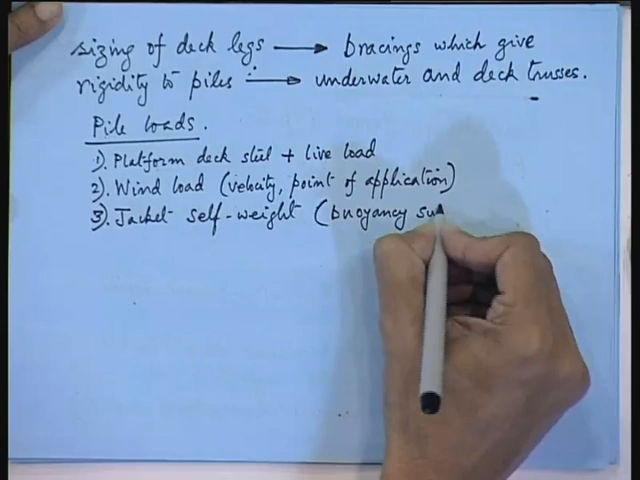 sizing of deck legs → bracings which give
rigidity to piles → underwater and deck trusses.
Pile loads.
1). Platform deck steel + live load
2). Wind load (velocity, point of application)
3). Jacket self-weight (buoyancy su